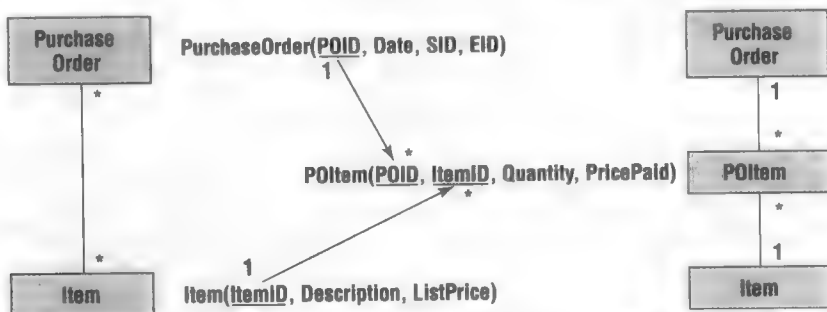 Purchase
Order
*
*
Item
PurchaseOrder(POID, Date, SID, EID)
1
*
POItem(POID, ItemID, Quantity, PricePaid)
*
1
Item(ItemID, Description, ListPrice)
Purchase
Order
1
*
POItem
*
1
Item